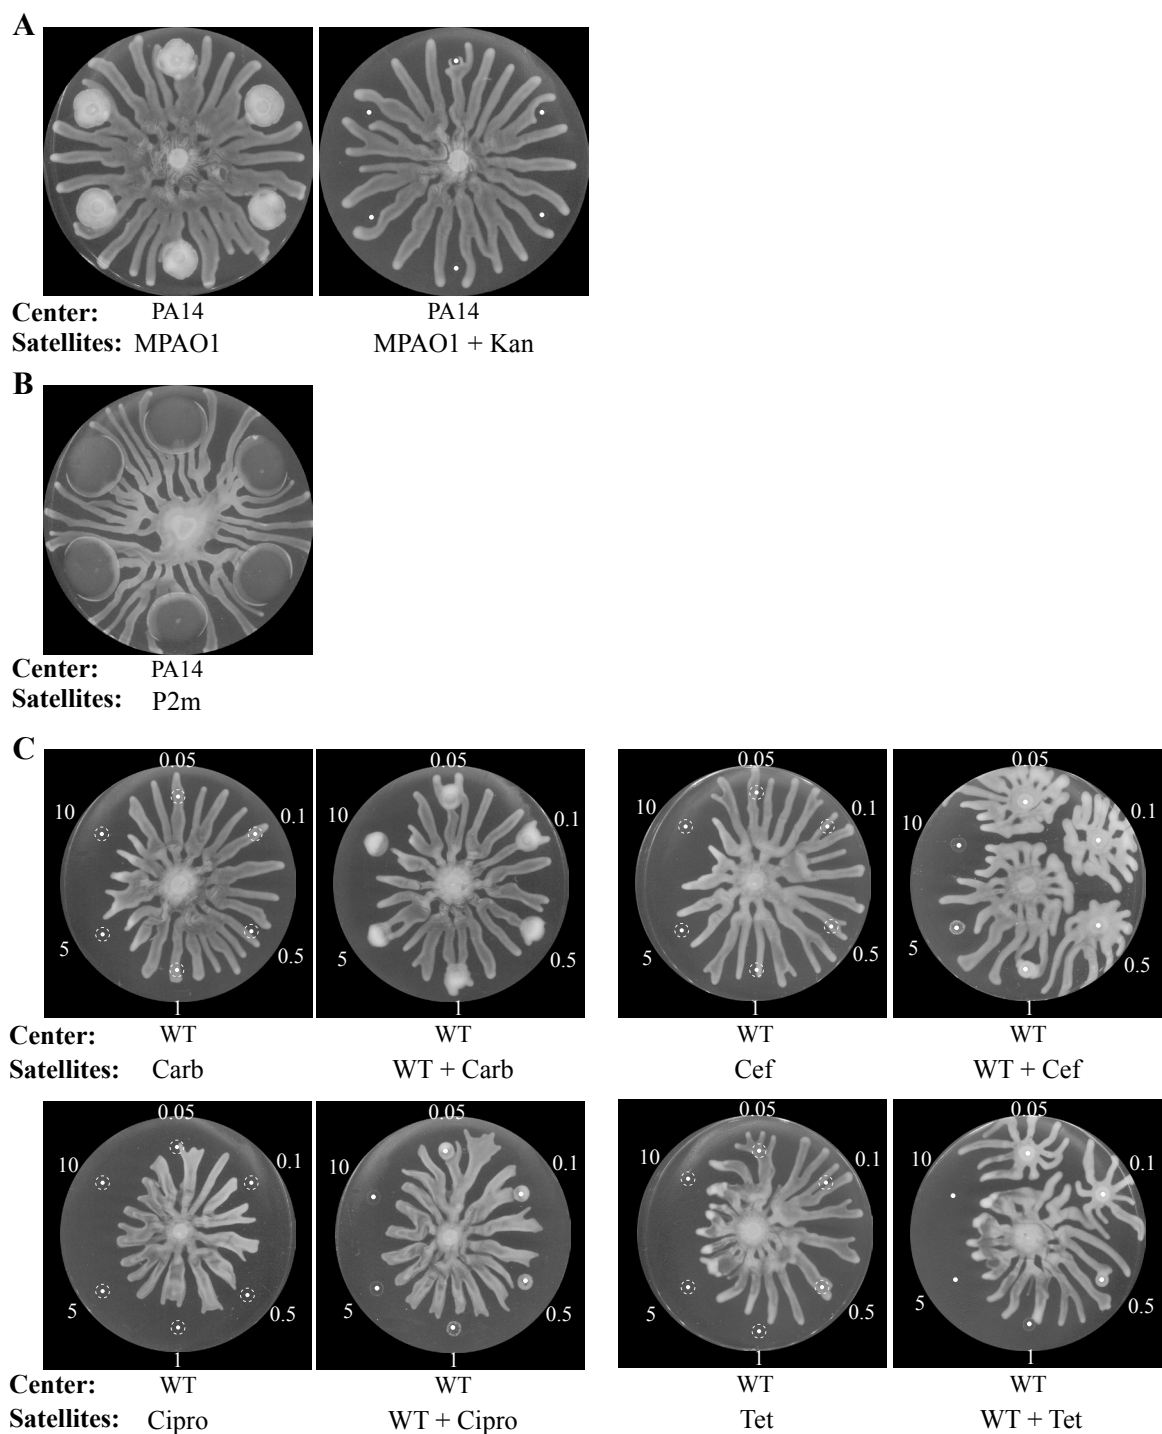 A
Center: PA14 PA14
Satellites: MPAO1 MPAO1 + Kan
B
Center: PA14
Satellites: P2m
C
0.05 0.05 0.05 0.05
10 0.1 10 0.1 10 0.1 10 0.1
5 0.5 5 0.5 5 0.5 5 0.5
1 1 1 1
Center: WT WT WT WT
Satellites: Carb WT + Carb Cef WT + Cef
0.05 0.05 0.05 0.05
10 0.1 10 0.1 10 0.1 10 0.1
5 0.5 5 0.5 5 0.5 5 0.5
1 1 1 1
Center: WT WT WT WT
Satellites: Cipro WT + Cipro Tet WT + Tet